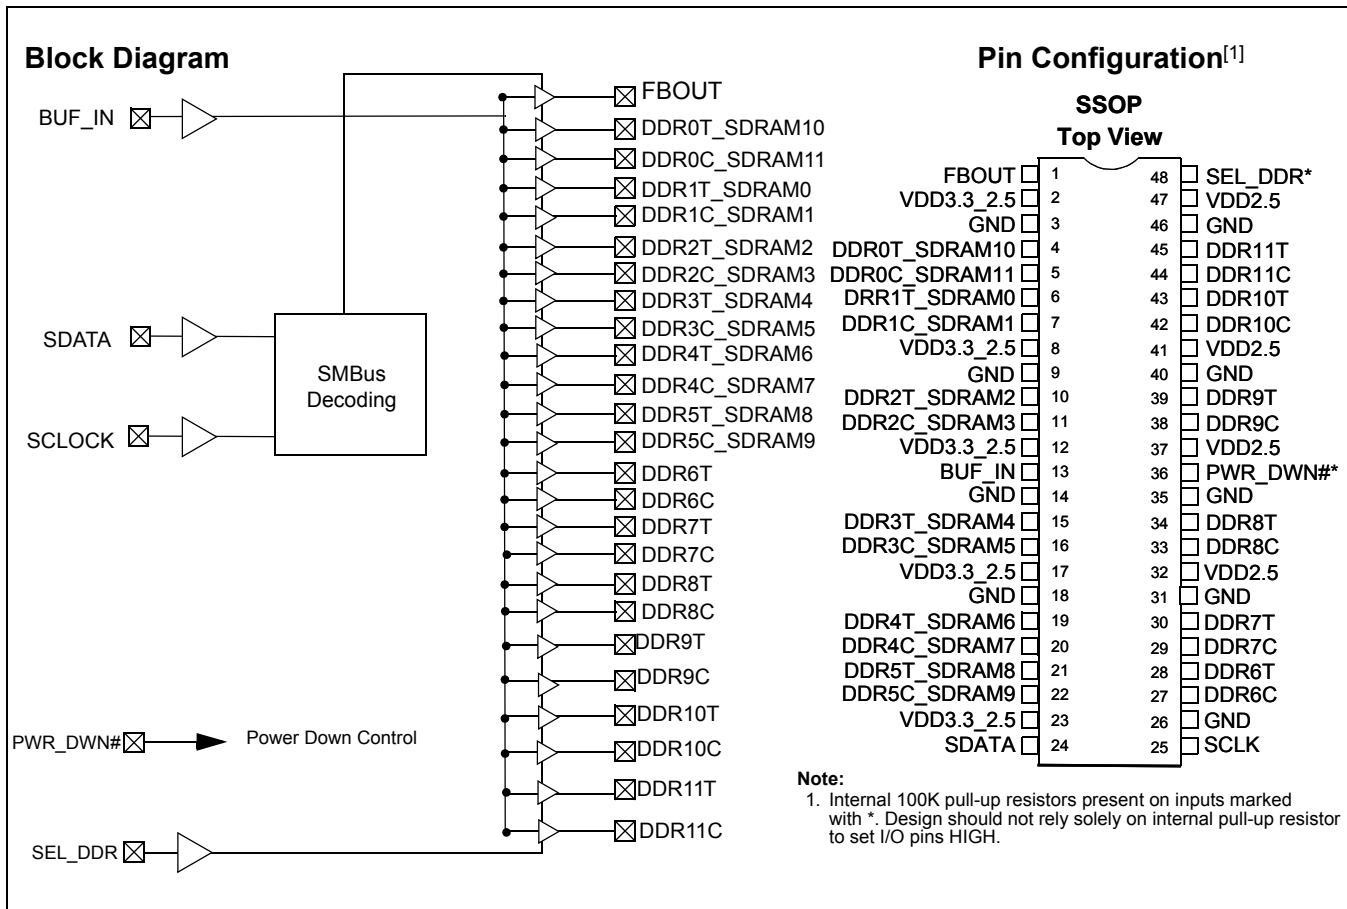 Block Diagram
BUF_IN
SDATA
SCLOCK
SMBus
Decoding
PWR_DWN#
Power Down Control
SEL_DDR
FBOUT
DDR0T_SDRAM10
DDR0C_SDRAM11
DDR1T_SDRAM0
DDR1C_SDRAM1
DDR2T_SDRAM2
DDR2C_SDRAM3
DDR3T_SDRAM4
DDR3C_SDRAM5
DDR4T_SDRAM6
DDR4C_SDRAM7
DDR5T_SDRAM8
DDR5C_SDRAM9
DDR6T
DDR6C
DDR7T
DDR7C
DDR8T
DDR8C
DDR9T
DDR9C
DDR10T
DDR10C
DDR11T
DDR11C
Pin Configuration[1]
SSOP
Top View
FBOUT 1 48 SEL_DDR*
VDD3.3_2.5 2 47 VDD2.5
GND 3 46 GND
DDR0T_SDRAM10 4 45 DDR11T
DDR0C_SDRAM11 5 44 DDR11C
DRR1T_SDRAM0 6 43 DDR10T
DDR1C_SDRAM1 7 42 DDR10C
VDD3.3_2.5 8 41 VDD2.5
GND 9 40 GND
DDR2T_SDRAM2 10 39 DDR9T
DDR2C_SDRAM3 11 38 DDR9C
VDD3.3_2.5 12 37 VDD2.5
BUF_IN 13 36 PWR_DWN#*
GND 14 35 GND
DDR3T_SDRAM4 15 34 DDR8T
DDR3C_SDRAM5 16 33 DDR8C
VDD3.3_2.5 17 32 VDD2.5
GND 18 31 GND
DDR4T_SDRAM6 19 30 DDR7T
DDR4C_SDRAM7 20 29 DDR7C
DDR5T_SDRAM8 21 28 DDR6T
DDR5C_SDRAM9 22 27 DDR6C
VDD3.3_2.5 23 26 GND
SDATA 24 25 SCLK
Note:
1. Internal 100K pull-up resistors present on inputs marked
with *. Design should not rely solely on internal pull-up resistor
to set I/O pins HIGH.